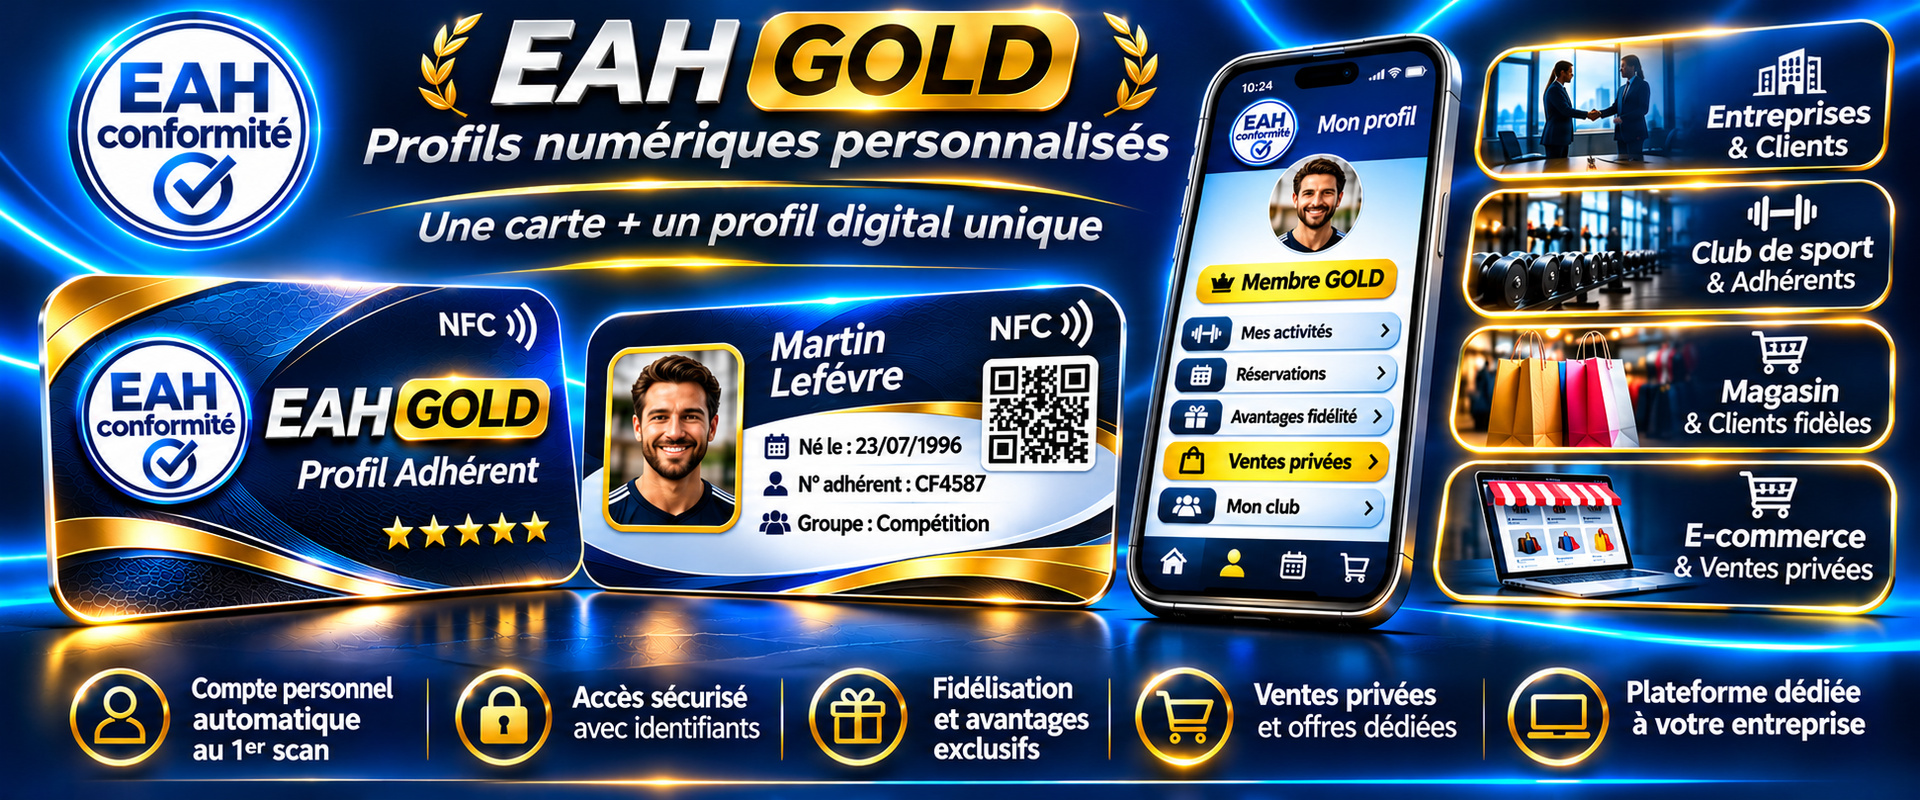 EAH
conformité
EAH GOLD
Profils numériques personnalisés
Une carte + un profil digital unique
NFC
EAH
conformité
EAH GOLD
Profil Adhérent
NFC
Martin
Lefévre
Né le : 23/07/1996
N° adhérent : CF4587
Groupe : Compétition
10:24
EAH
conformité
Mon profil
Membre GOLD
Mes activités
Réservations
Avantages fidélité
Ventes privées
Mon club
Entreprises
& Clients
Club de sport
& Adhérents
Magasin
& Clients fidèles
E-commerce
& Ventes privées
Compte personnel
automatique
au 1er scan
Accès sécurisé
avec identifiants
Fidélisation
et avantages
exclusifs
Ventes privées
et offres dédiées
Plateforme dédiée
à votre entreprise